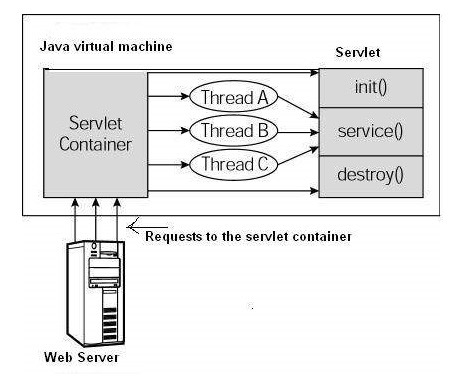 Java virtual machine
Servlet
Servlet
Container
Thread A
Thread B
Thread C
init()
service()
destroy()
Requests to the servlet container
Web Server